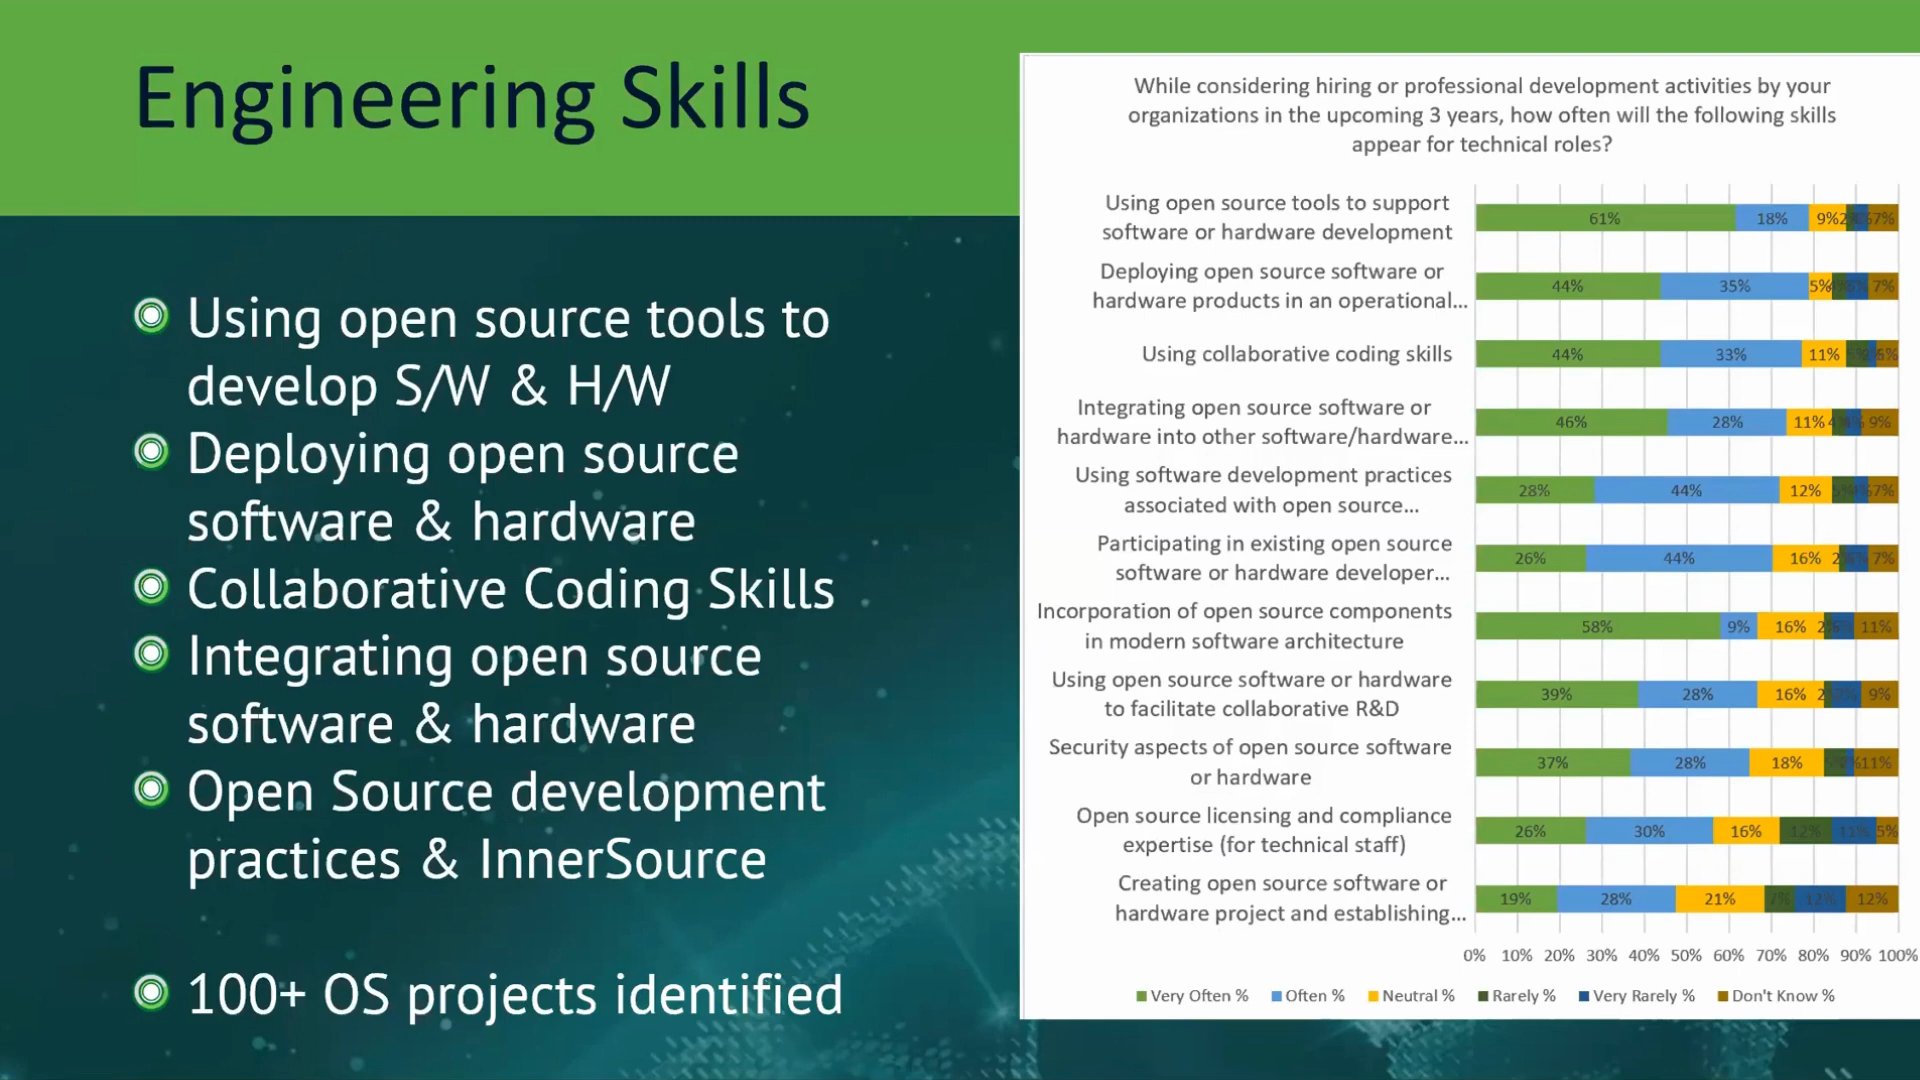 Engineering Skills
Using open source tools to
develop S/W & H/W
Deploying open source
software & hardware
Collaborative Coding Skills
Integrating open source
software & hardware
Open Source development
practices & InnerSource
100+ OS projects identified
While considering hiring or professional development activities by your
organizations in the upcoming 3 years, how often will the following skills
appear for technical roles?
Using open source tools to support
software or hardware development
61% 18% 9% 7%
Deploying open source software or
hardware products in an operational...
44% 35% 5% 7%
Using collaborative coding skills
44% 33% 11% 5%
Integrating open source software or
hardware into other software/hardware...
46% 28% 11% 9%
Using software development practices
associated with open source...
28% 44% 12% 7%
Participating in existing open source
software or hardware developer...
26% 44% 16% 7%
Incorporation of open source components
in modern software architecture
58% 9% 16% 11%
Using open source software or hardware
to facilitate collaborative R&D
39% 28% 16% 9%
Security aspects of open source software
or hardware
37% 28% 18% 11%
Open source licensing and compliance
expertise (for technical staff)
26% 30% 16% 12% 11% 5%
Creating open source software or
hardware project and establishing...
19% 28% 21% 7% 12% 12%
0% 10% 20% 30% 40% 50% 60% 70% 80% 90% 100%
Very Often % Often % Neutral % Rarely % Very Rarely % Don't Know %